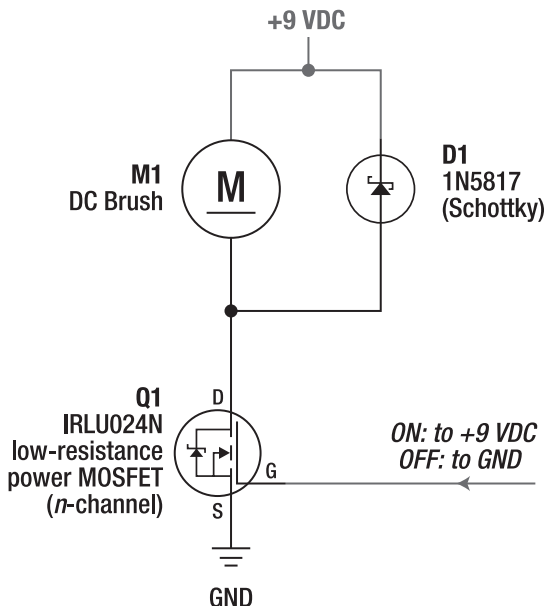 +9 VDC
M1
DC Brush
M
D1
1N5817
(Schottky)
Q1
IRLU024N
low-resistance
power MOSFET
(n-channel)
D
G
S
ON: to +9 VDC
OFF: to GND
GND